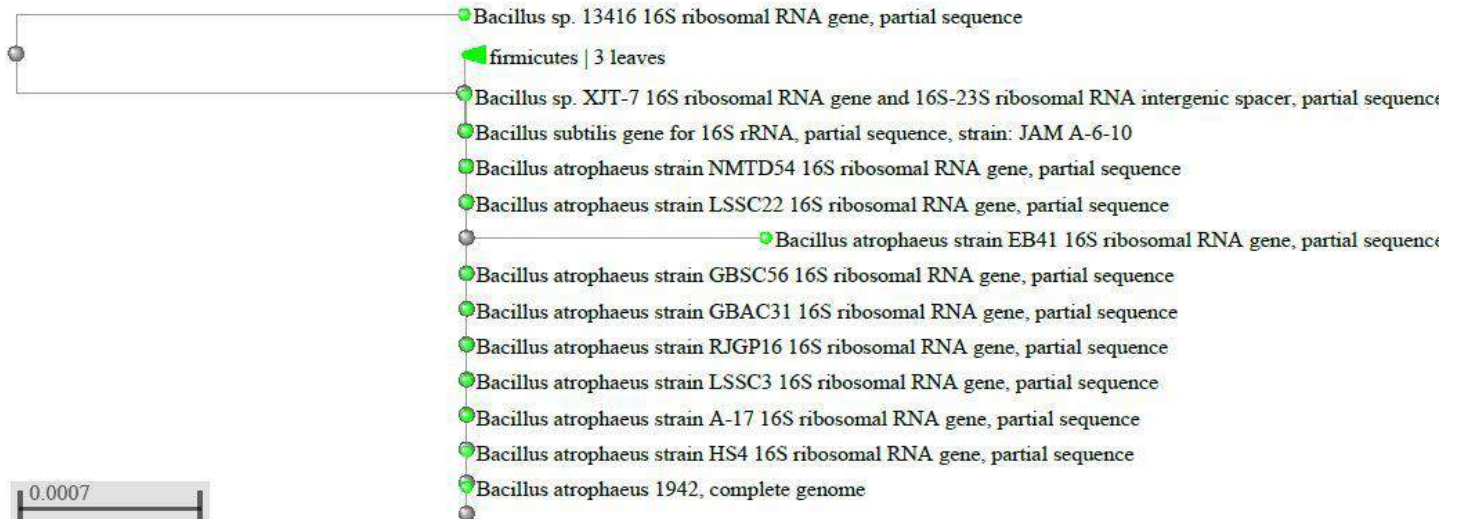 Bacillus sp. 13416 16S ribosomal RNA gene, partial sequence
firmicutes | 3 leaves
Bacillus sp. XJT-7 16S ribosomal RNA gene and 16S-23S ribosomal RNA intergenic spacer, partial sequence
Bacillus subtilis gene for 16S rRNA, partial sequence, strain: JAM A-6-10
Bacillus atrophaeus strain NMTD54 16S ribosomal RNA gene, partial sequence
Bacillus atrophaeus strain LSSC22 16S ribosomal RNA gene, partial sequence
Bacillus atrophaeus strain EB41 16S ribosomal RNA gene, partial sequence
Bacillus atrophaeus strain GBSC56 16S ribosomal RNA gene, partial sequence
Bacillus atrophaeus strain GBAC31 16S ribosomal RNA gene, partial sequence
Bacillus atrophaeus strain RJGP16 16S ribosomal RNA gene, partial sequence
Bacillus atrophaeus strain LSSC3 16S ribosomal RNA gene, partial sequence
Bacillus atrophaeus strain A-17 16S ribosomal RNA gene, partial sequence
Bacillus atrophaeus strain HS4 16S ribosomal RNA gene, partial sequence
Bacillus atrophaeus 1942, complete genome
0.0007